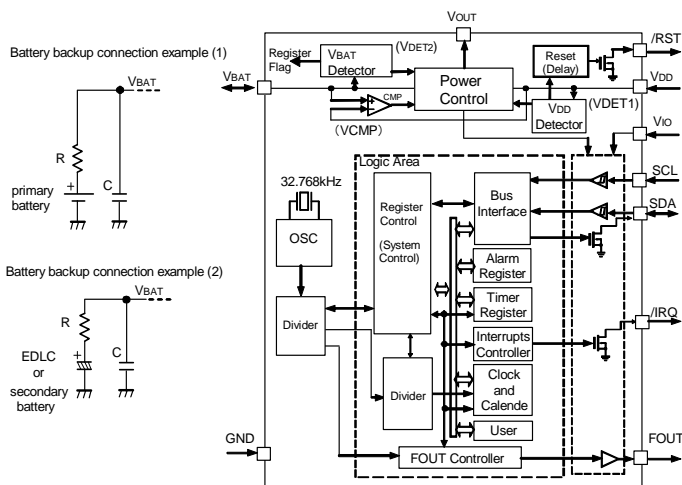 Battery backup connection example (1)
VBAT
R
+
primary
battery
C
Battery backup connection example (2)
VBAT
R
+
EDLC
or
secondary
battery
C
VOUT
/RST
Register
Flag
VBAT
Detector
(VDET2)
Reset
(Delay)
VBAT
Power
Control
VDD
CMP
+
−
(VCMP)
VDD
Detector
(VDET1)
VIO
Logic Area
32.768kHz
OSC
Register
Control
(System
Control)
Bus
Interface
SCL
SDA
Alarm
Register
Timer
Register
Divider
Interrupts
Controller
/IRQ
Divider
Clock
and
Calende
User
GND
FOUT Controller
FOUT